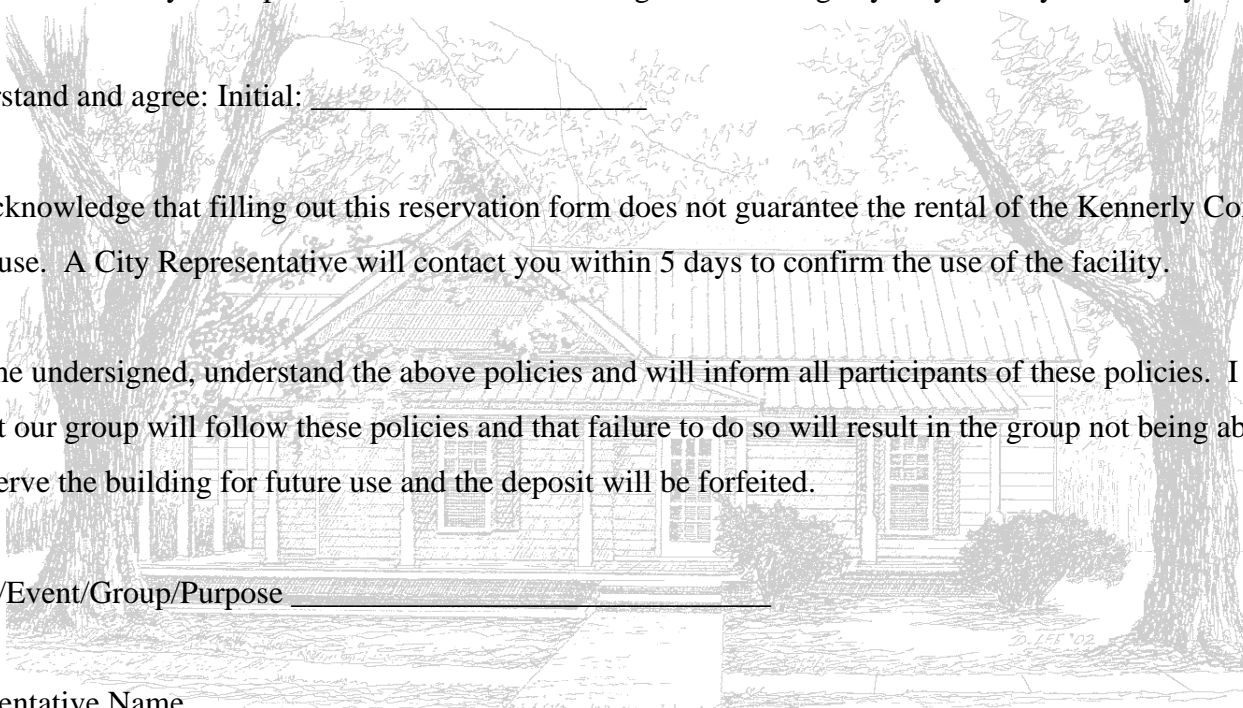 rstand and agree: Initial: _____________________
cknowledge that filling out this reservation form does not guarantee the rental of the Kennerly Co
use. A City Representative will contact you within 5 days to confirm the use of the facility.
he undersigned, understand the above policies and will inform all participants of these policies. I
t our group will follow these policies and that failure to do so will result in the group not being ab
erve the building for future use and the deposit will be forfeited.
/Event/Group/Purpose ______________________________
D. LEE '02
entative Name